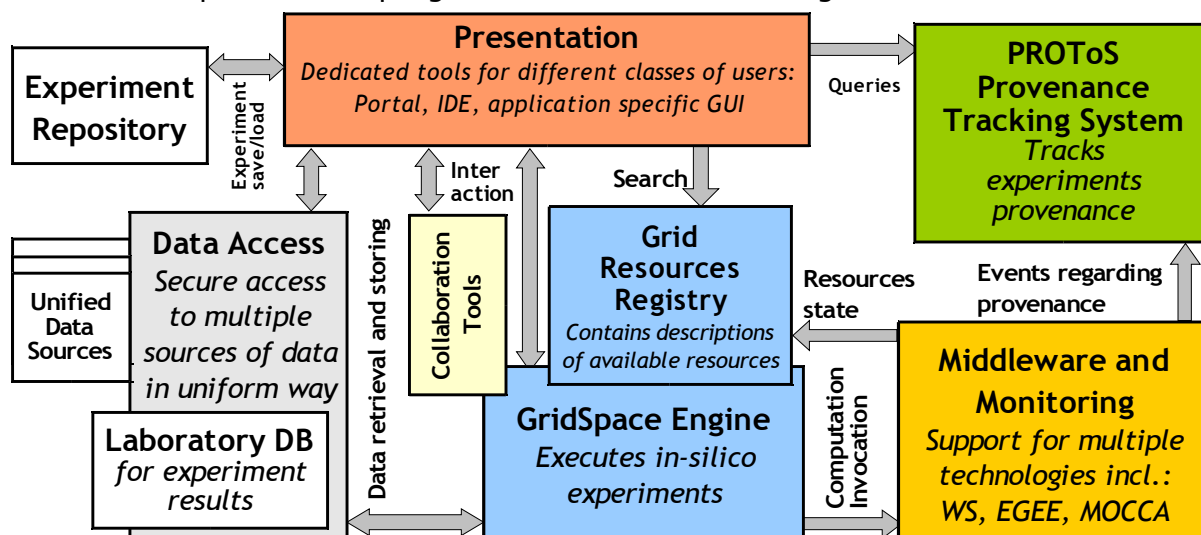 Presentation
Dedicated tools for different classes of users:
Portal, IDE, application specific GUI
Experiment
Repository
Experiment
save/load
Queries
PROToS
Provenance
Tracking System
Tracks
experiments
provenance
Inter
action
Search
Data Access
Secure access
to multiple
sources of data
in uniform way
Unified
Data
Sources
Laboratory DB
for experiment
results
Data retrieval and storing
Collaboration
Tools
Grid
Resources
Registry
Contains descriptions
of available resources
Resources
state
Events regarding
provenance
GridSpace Engine
Executes in-silico
experiments
Computation
Invocation
Middleware and
Monitoring
Support for multiple
technologies incl.:
WS, EGEE, MOCCA